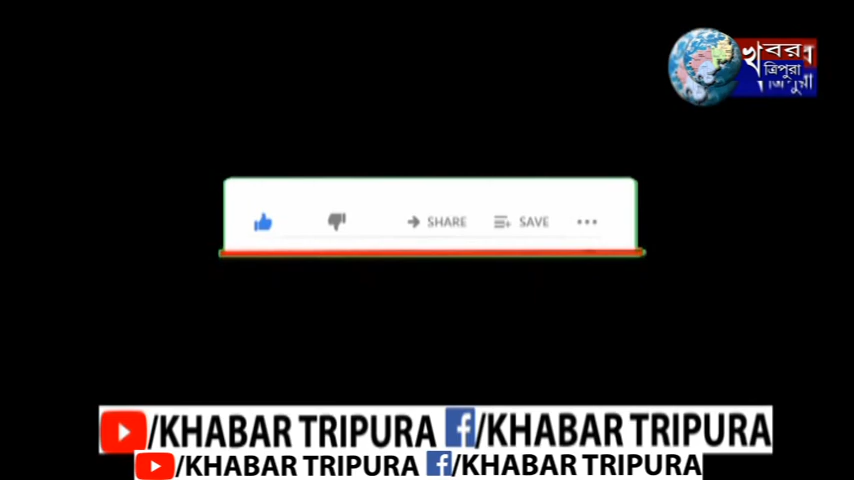 খবর
ত্রিপুরা
SHARE SAVE
/KHABAR TRIPURA /KHABAR TRIPURA
/KHABAR TRIPURA /KHABAR TRIPURA